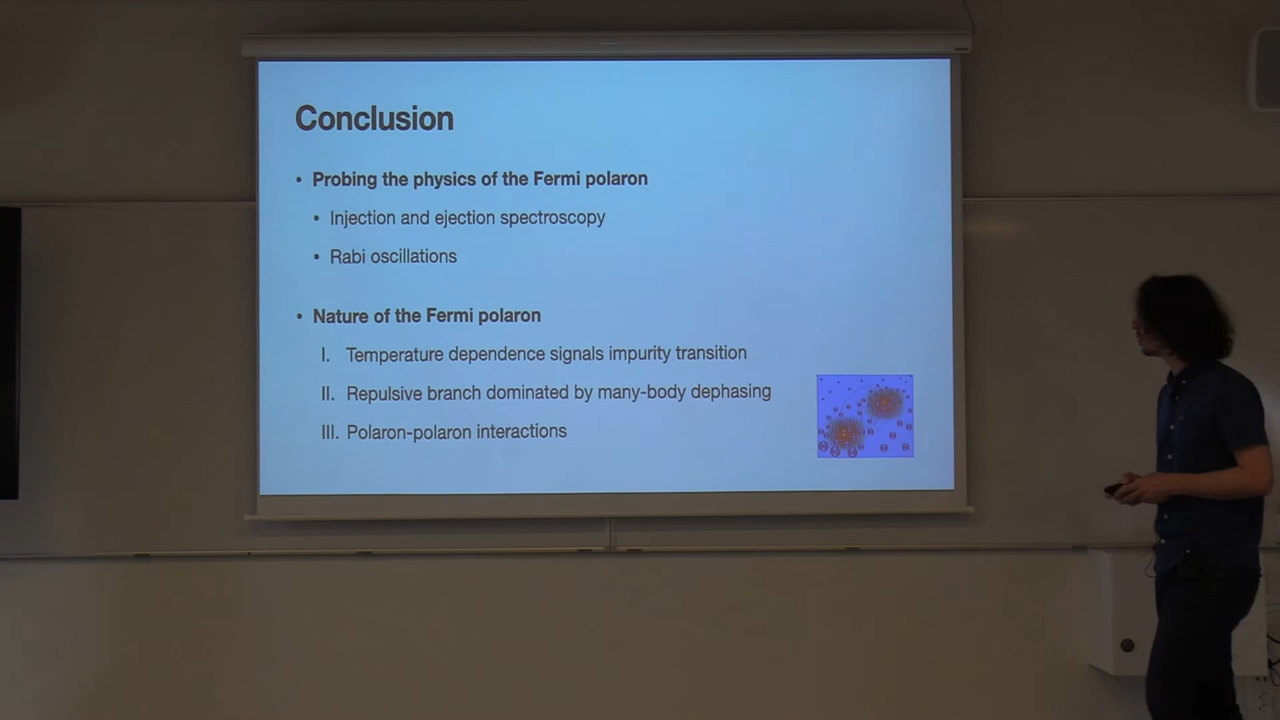 Conclusion
• Probing the physics of the Fermi polaron
• Injection and ejection spectroscopy
• Rabi oscillations
• Nature of the Fermi polaron
I. Temperature dependence signals impurity transition
II. Repulsive branch dominated by many-body dephasing
III. Polaron-polaron interactions